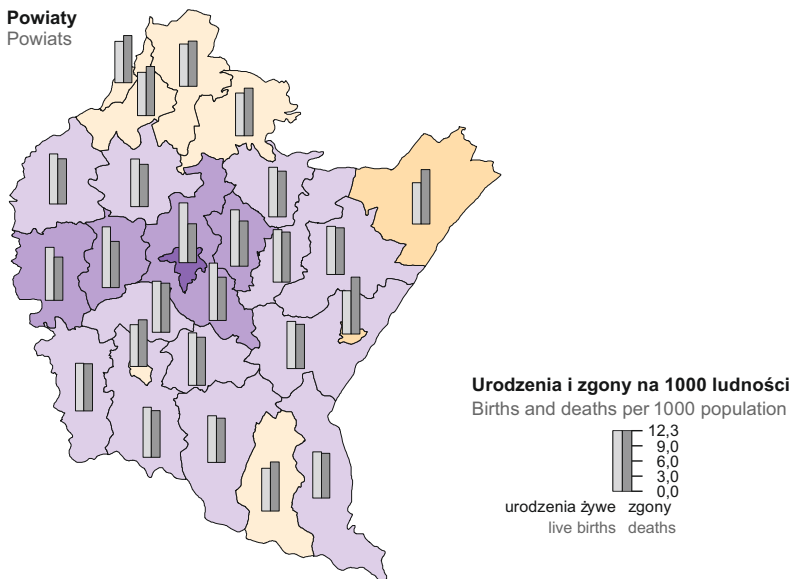 Powiaty
Powiats
Urodzenia i zgony na 1000 ludności
Births and deaths per 1000 population
12,3
9,0
6,0
3,0
0,0
urodzenia żywe zgony
live births deaths